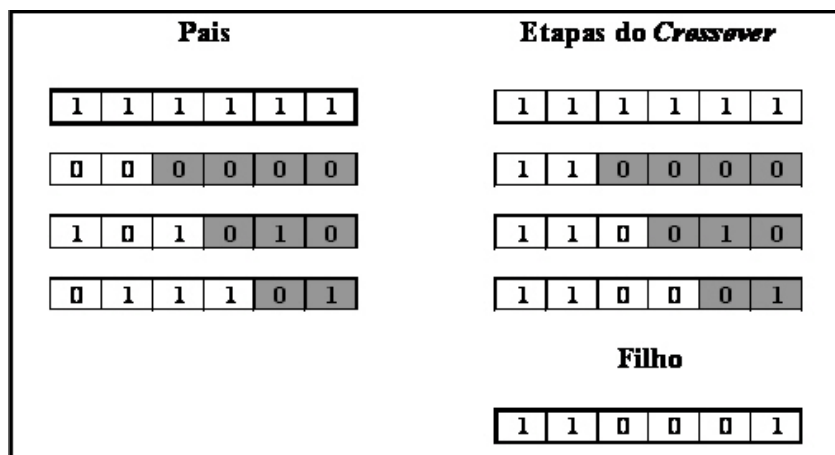 Pais Etapas do Crossover
1 1 1 1 1 1 1 1 1 1 1 1
0 0 0 0 0 0 1 1 0 0 0 0
1 0 1 0 1 0 1 1 0 0 1 0
0 1 1 1 0 1 1 1 0 0 0 1
Filho
1 1 0 0 0 1